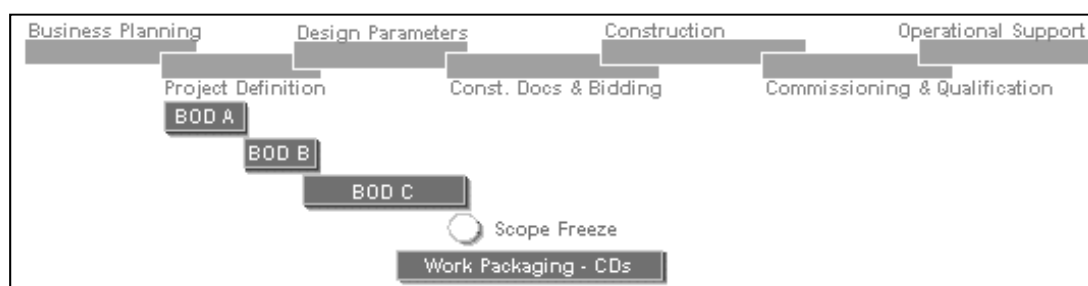 Business Planning
Design Parameters
Construction
Operational Support
Project Definition
Const. Docs & Bidding
Commissioning & Qualification
BOD A
BOD B
BOD C
Scope Freeze
Work Packaging - CDs